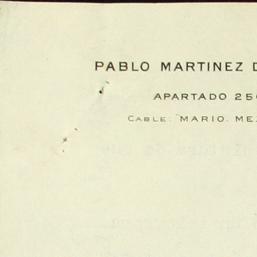 PABLO MARTINEZ D
APARTADO 25
CABLE: "MARIO. ME